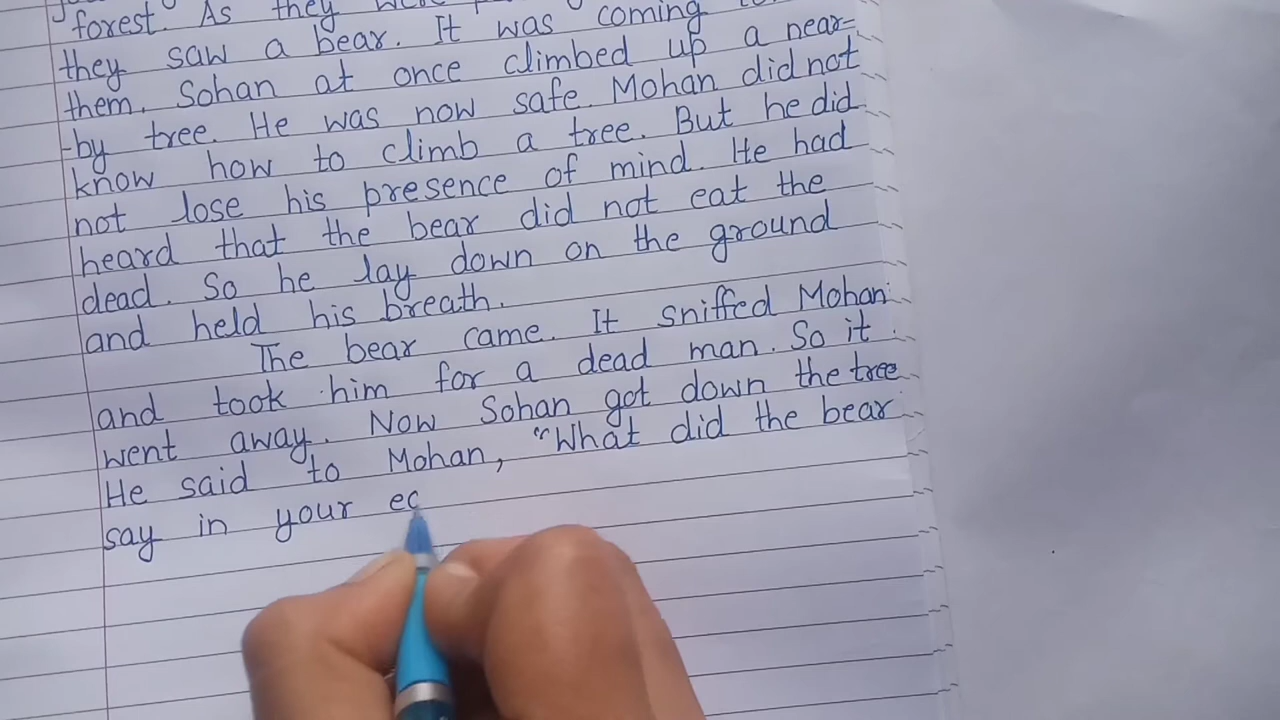 forest. As they were
they saw a bear. It was coming
them. Sohan at once climbed up a near-
-by tree. He was now safe. Mohan did not
know how to climb a tree. But he did
not lose his presence of mind. He had
heard that the bear did not eat the
dead. So he lay down on the ground
and held his breath.
The bear came. It sniffed Mohan
and took him for a dead man. So it
went away. Now Sohan got down the tree
He said to Mohan, "What did the bear
say in your